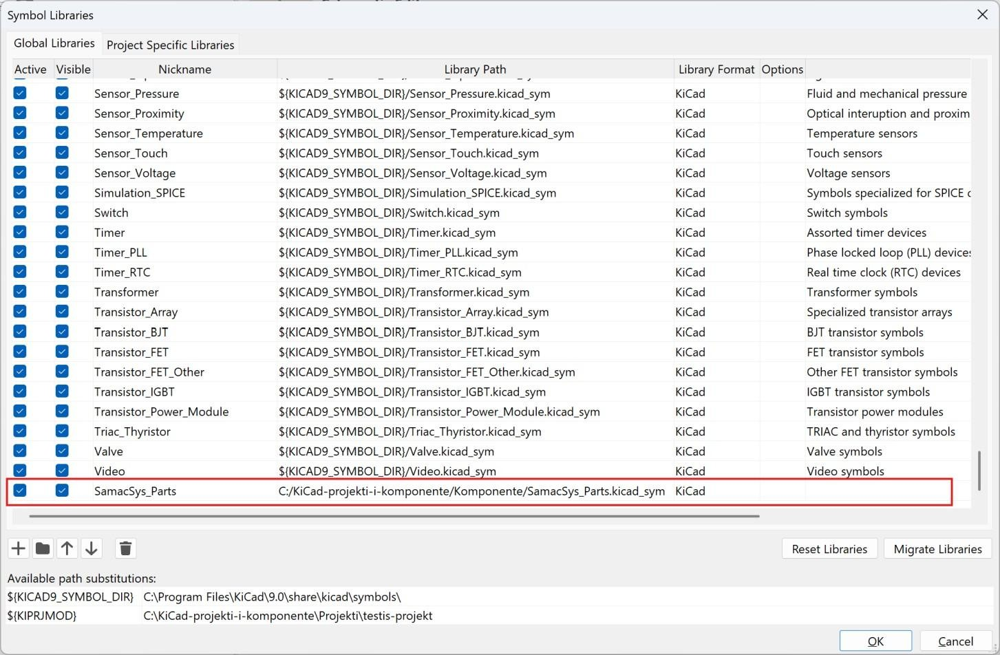 Symbol Libraries
Global Libraries Project Specific Libraries
Active Visible Nickname Library Path Library Format Options
Sensor_Pressure ${KICAD9_SYMBOL_DIR}/Sensor_Pressure.kicad_sym KiCad Fluid and mechanical pressure
Sensor_Proximity ${KICAD9_SYMBOL_DIR}/Sensor_Proximity.kicad_sym KiCad Optical interuption and proxim
Sensor_Temperature ${KICAD9_SYMBOL_DIR}/Sensor_Temperature.kicad_sym KiCad Temperature sensors
Sensor_Touch ${KICAD9_SYMBOL_DIR}/Sensor_Touch.kicad_sym KiCad Touch sensors
Sensor_Voltage ${KICAD9_SYMBOL_DIR}/Sensor_Voltage.kicad_sym KiCad Voltage sensors
Simulation_SPICE ${KICAD9_SYMBOL_DIR}/Simulation_SPICE.kicad_sym KiCad Symbols specialized for SPICE
Switch ${KICAD9_SYMBOL_DIR}/Switch.kicad_sym KiCad Switch symbols
Timer ${KICAD9_SYMBOL_DIR}/Timer.kicad_sym KiCad Assorted timer devices
Timer_PLL ${KICAD9_SYMBOL_DIR}/Timer_PLL.kicad_sym KiCad Phase locked loop (PLL) devices
Timer_RTC ${KICAD9_SYMBOL_DIR}/Timer_RTC.kicad_sym KiCad Real time clock (RTC) devices
Transformer ${KICAD9_SYMBOL_DIR}/Transformer.kicad_sym KiCad Transformer symbols
Transistor_Array ${KICAD9_SYMBOL_DIR}/Transistor_Array.kicad_sym KiCad Specialized transistor arrays
Transistor_BJT ${KICAD9_SYMBOL_DIR}/Transistor_BJT.kicad_sym KiCad BJT transistor symbols
Transistor_FET ${KICAD9_SYMBOL_DIR}/Transistor_FET.kicad_sym KiCad FET transistor symbols
Transistor_FET_Other ${KICAD9_SYMBOL_DIR}/Transistor_FET_Other.kicad_sym KiCad Other FET transistor symbols
Transistor_IGBT ${KICAD9_SYMBOL_DIR}/Transistor_IGBT.kicad_sym KiCad IGBT transistor symbols
Transistor_Power_Module ${KICAD9_SYMBOL_DIR}/Transistor_Power_Module.kicad_sym KiCad Transistor power modules
Triac_Thyristor ${KICAD9_SYMBOL_DIR}/Triac_Thyristor.kicad_sym KiCad TRIAC and thyristor symbols
Valve ${KICAD9_SYMBOL_DIR}/Valve.kicad_sym KiCad Valve symbols
Video ${KICAD9_SYMBOL_DIR}/Video.kicad_sym KiCad Video symbols
SamacSys_Parts C:/KiCad-projekti-i-komponente/Komponente/SamacSys_Parts.kicad_sym KiCad
Reset Libraries Migrate Libraries
Available path substitutions:
${KICAD9_SYMBOL_DIR} C:\Program Files\KiCad\9.0\share\kicad\symbols\
${KIPRJMOD} C:\KiCad-projekti-i-komponente\Projekti\testis-projekt
OK Cancel